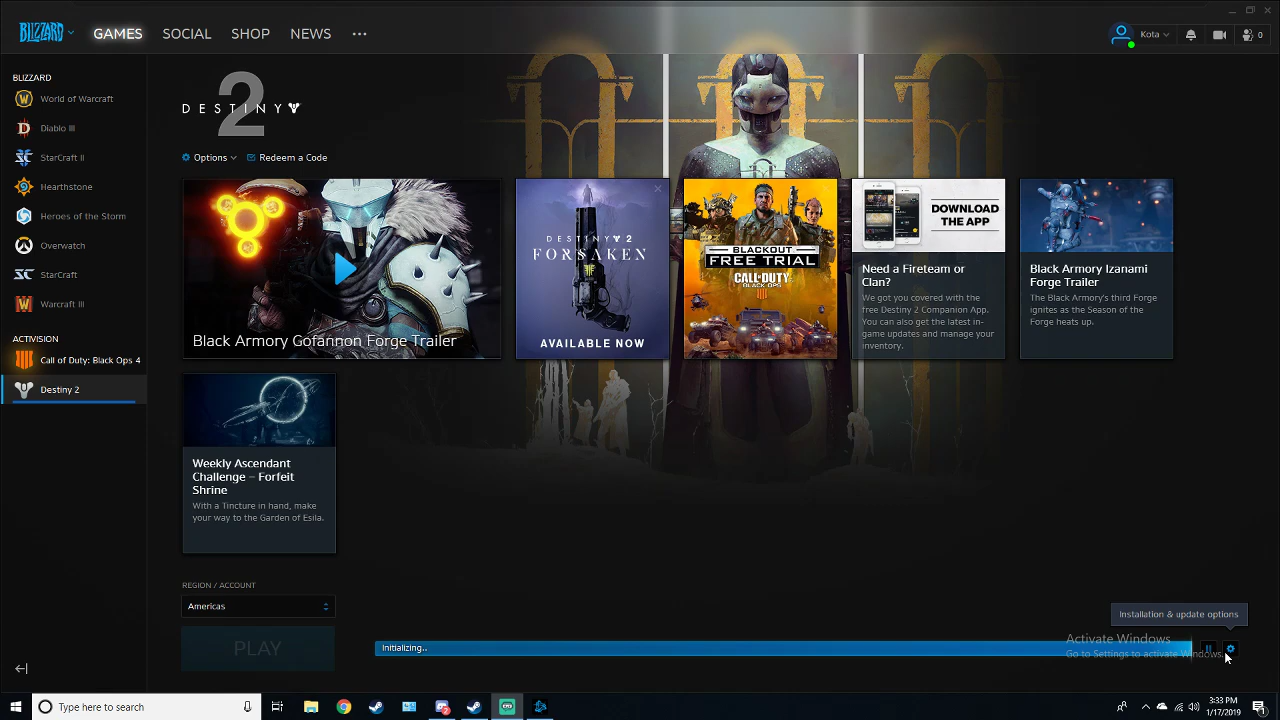 BLIZZARD
GAMES
SOCIAL
SHOP
NEWS
Kota
0
BLIZZARD
World of Warcraft
Diablo III
StarCraft II
Hearthstone
Heroes of the Storm
Overwatch
StarCraft
Warcraft III
ACTIVISION
Call of Duty: Black Ops 4
Destiny 2
DESTINY
2
Options
Redeem a Code
Black Armory Gofannon Forge Trailer
DESTINY 2
FORSAKEN
AVAILABLE NOW
BLACKOUT
FREE TRIAL
CALL OF DUTY
BLACK OPS
IIII
DOWNLOAD
THE APP
Need a Fireteam or
Clan?
We got you covered with the
free Destiny 2 Companion App.
You can also get the latest in-
game updates and manage your
inventory.
Black Armory Izanami
Forge Trailer
The Black Armory's third Forge
ignites as the Season of the
Forge heats up.
Weekly Ascendant
Challenge – Forfeit
Shrine
With a Tincture in hand, make
your way to the Garden of Esila.
REGION / ACCOUNT
Americas
PLAY
Initializing..
Installation & update options
Activate Windows
Go to Settings to activate Windows.
Type here to search
3:33 PM
1/17/2019